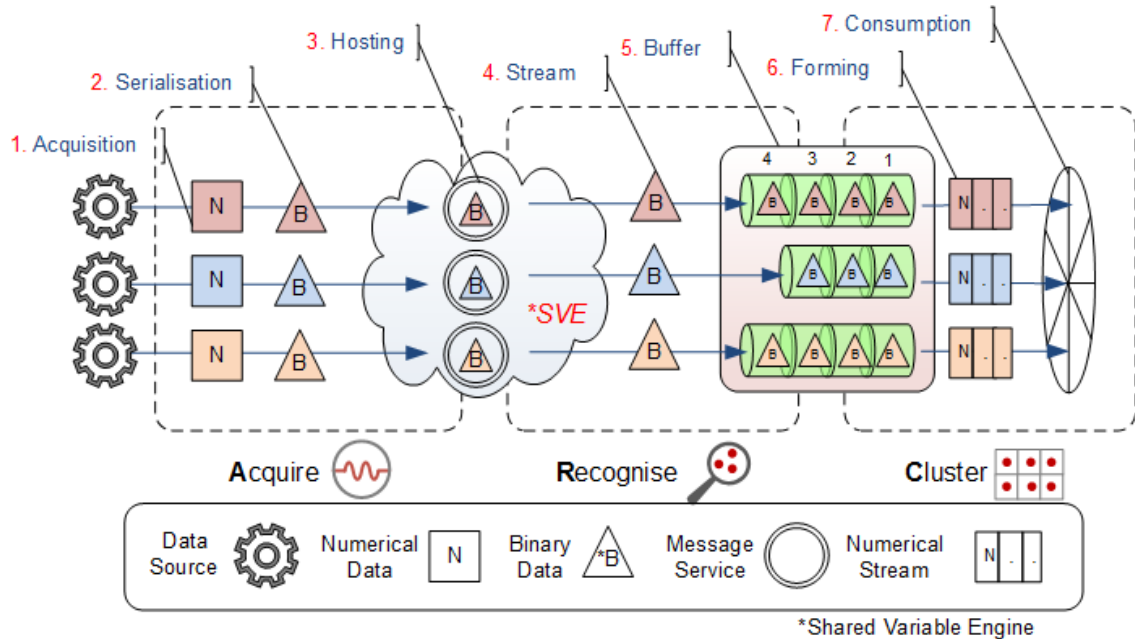 7. Consumption
3. Hosting
5. Buffer
4. Stream
6. Forming
2. Serialisation
1. Acquisition
4 3 2 1
N B B B B B B B N - -
*SVE
N B B B B B B N - -
N B B B B B B B N - -
Acquire
Recognise
Cluster
Data Source
N
Numerical Data
*B
Binary Data
Message Service
Numerical Stream
N - -
*Shared Variable Engine